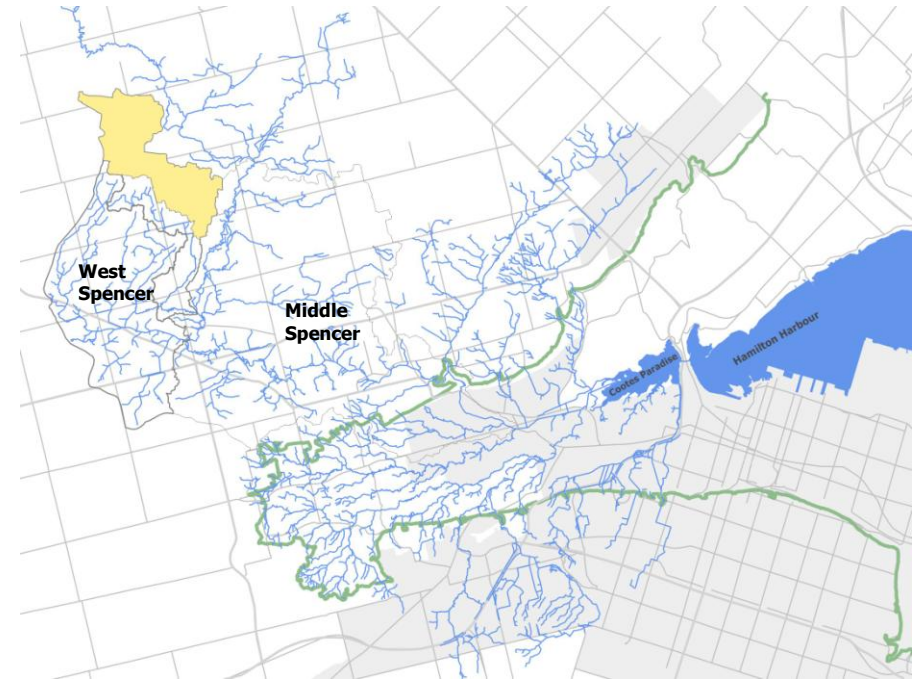 West
Spencer
Middle
Spencer
Cootes Paradise
Hamilton Harbour